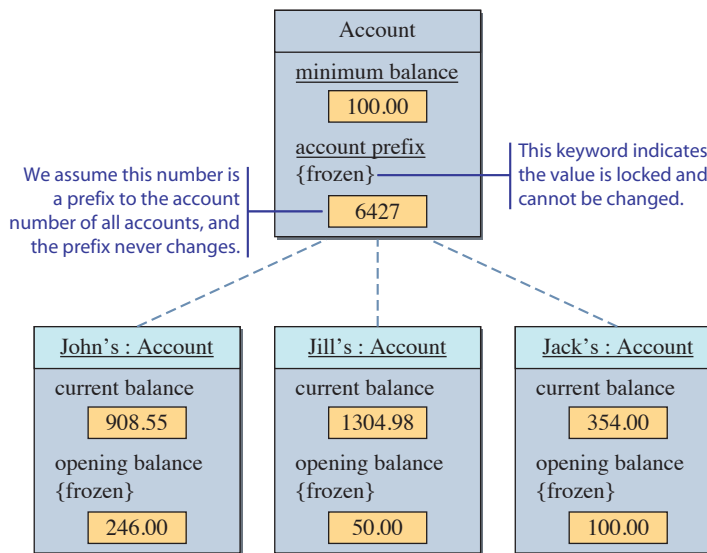 Account
minimum balance
100.00
account prefix
{frozen}
6427
We assume this number is
a prefix to the account
number of all accounts, and
the prefix never changes.
This keyword indicates
the value is locked and
cannot be changed.
John's : Account
current balance
908.55
opening balance
{frozen}
246.00
Jill's : Account
current balance
1304.98
opening balance
{frozen}
50.00
Jack's : Account
current balance
354.00
opening balance
{frozen}
100.00